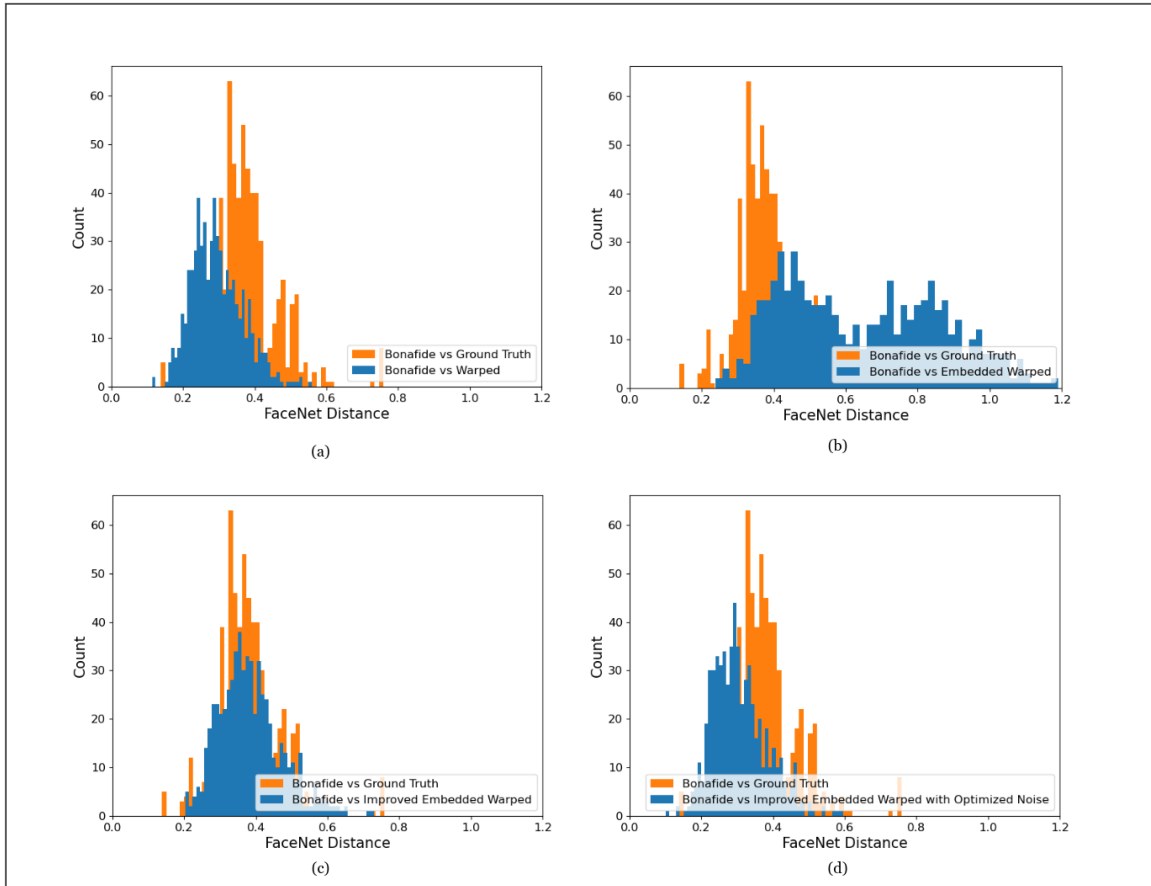 60
50
40
30
20
10
0
Count
0.0 0.2 0.4 0.6 0.8 1.0 1.2
FaceNet Distance
Bonafide vs Ground Truth
Bonafide vs Warped
(a)
60
50
40
30
20
10
0
Count
0.0 0.2 0.4 0.6 0.8 1.0 1.2
FaceNet Distance
Bonafide vs Ground Truth
Bonafide vs Embedded Warped
(b)
60
50
40
30
20
10
0
Count
0.0 0.2 0.4 0.6 0.8 1.0 1.2
FaceNet Distance
Bonafide vs Ground Truth
Bonafide vs Improved Embedded Warped
(c)
60
50
40
30
20
10
0
Count
0.0 0.2 0.4 0.6 0.8 1.0 1.2
FaceNet Distance
Bonafide vs Ground Truth
Bonafide vs Improved Embedded Warped with Optimized Noise
(d)